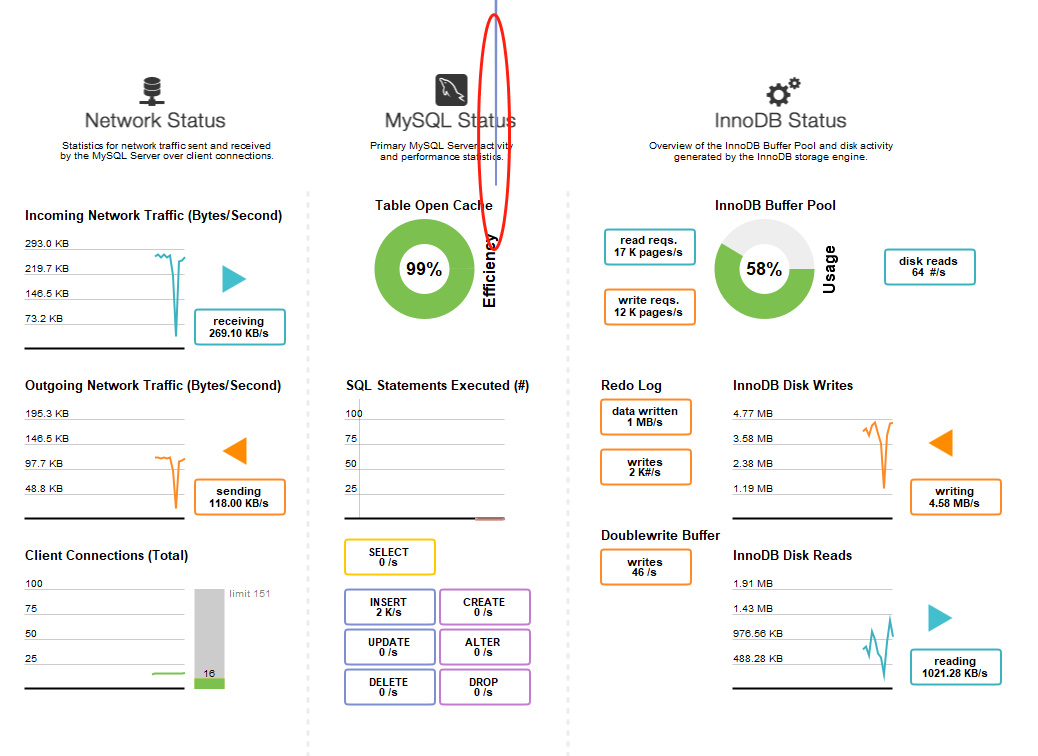 Network Status
Statistics for network traffic sent and received
by the MySQL Server over client connections.
Incoming Network Traffic (Bytes/Second)
293.0 KB
219.7 KB
146.5 KB
73.2 KB
receiving
269.10 KB/s
Outgoing Network Traffic (Bytes/Second)
195.3 KB
146.5 KB
97.7 KB
48.8 KB
sending
118.00 KB/s
Client Connections (Total)
100
75
50
25
limit 151
16
MySQL Status
Primary MySQL Server activity
and performance statistics.
Table Open Cache
99%
Efficiency
SQL Statements Executed (#)
100
75
50
25
SELECT
0 /s
INSERT
2 K/s
CREATE
0 /s
UPDATE
0 /s
ALTER
0 /s
DELETE
0 /s
DROP
0 /s
InnoDB Status
Overview of the InnoDB Buffer Pool and disk activity
generated by the InnoDB storage engine.
InnoDB Buffer Pool
read reqs.
17 K pages/s
write reqs.
12 K pages/s
58%
Usage
disk reads
64 #/s
Redo Log
data written
1 MB/s
writes
2 K#/s
Doublewrite Buffer
writes
46 /s
InnoDB Disk Writes
4.77 MB
3.58 MB
2.38 MB
1.19 MB
writing
4.58 MB/s
InnoDB Disk Reads
1.91 MB
1.43 MB
976.56 KB
488.28 KB
reading
1021.28 KB/s